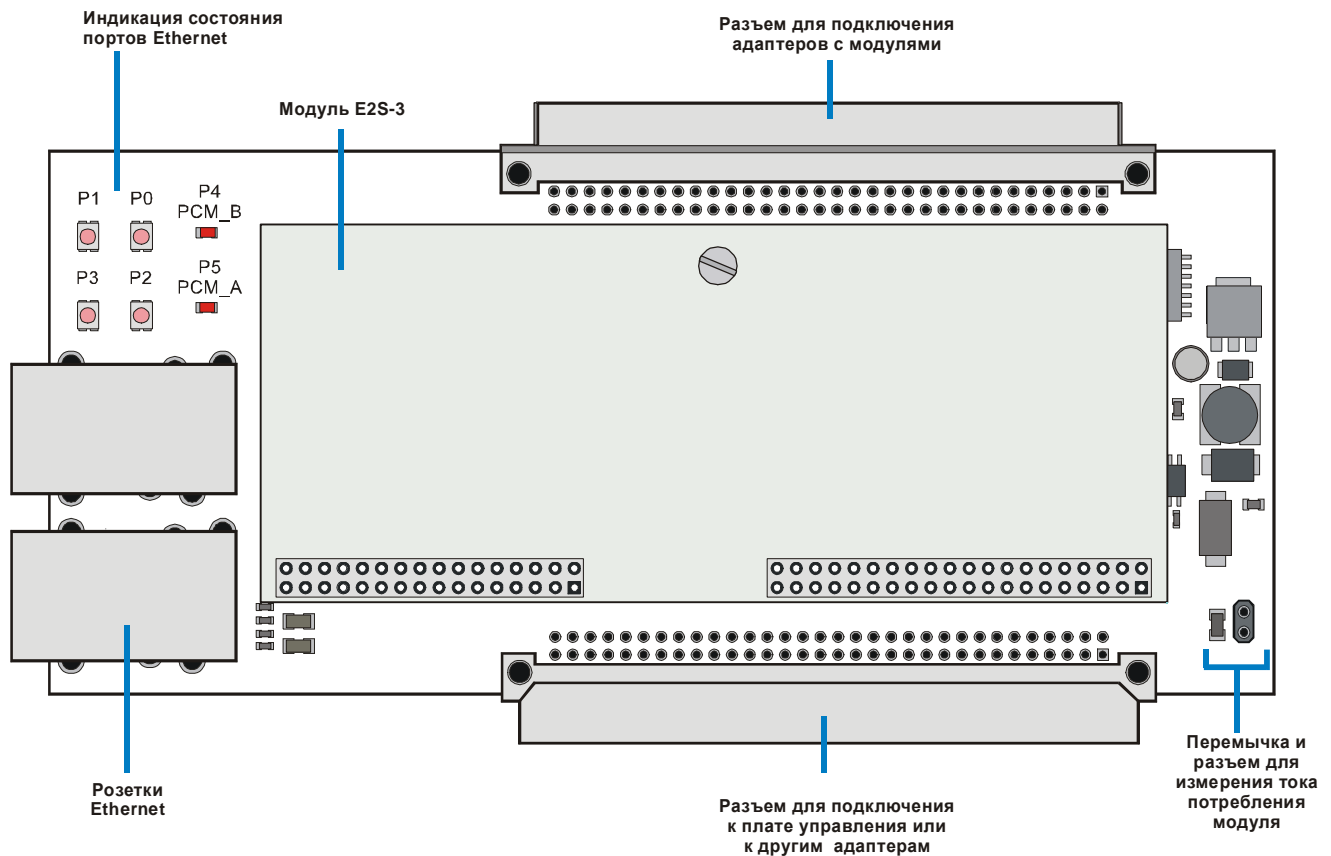 Индикация состояния
портов Ethernet
Разъем для подключения
адаптеров с модулями
Модуль E2S-3
P1
P0
P4
PCM_B
P3
P2
P5
PCM_A
Розетки
Ethernet
Разъем для подключения
к плате управления или
к другим адаптерам
Перемычка и
разъем для
измерения тока
потребления
модуля